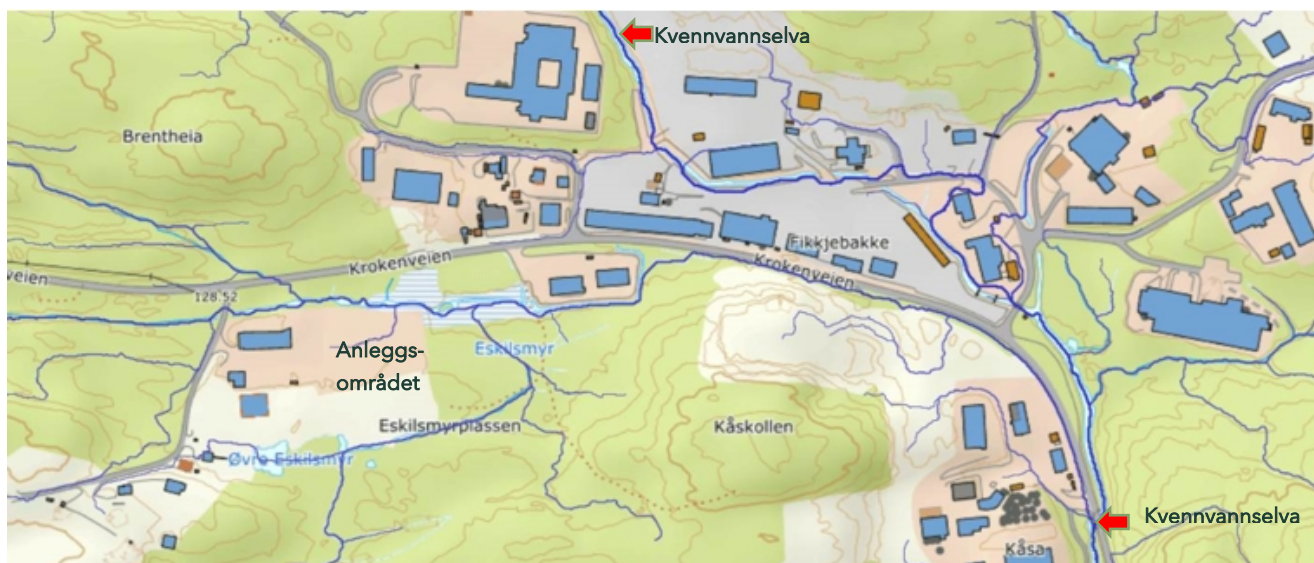 Kvennvannselva
Brentheia
Fikkjebakke
Krokenveien
Krokenveien
veien
128.52
Anleggs-
området
Eskilsmyr
Eskilsmyrplassen
Kåskollen
Øvre Eskilsmyr
Kvennvannselva
Kåsa